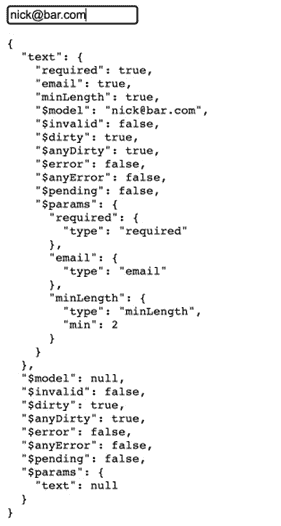 nick@bar.com
{
  "text": {
    "required": true,
    "email": true,
    "minLength": true,
    "$model": "nick@bar.com",
    "$invalid": false,
    "$dirty": true,
    "$anyDirty": true,
    "$error": false,
    "$anyError": false,
    "$pending": false,
    "$params": {
      "required": {
        "type": "required"
      },
      "email": {
        "type": "email"
      },
      "minLength": {
        "type": "minLength",
        "min": 2
      }
    }
  },
  "$model": null,
  "$invalid": false,
  "$dirty": true,
  "$anyDirty": true,
  "$error": false,
  "$anyError": false,
  "$pending": false,
  "$params": {
    "text": null
  }
}